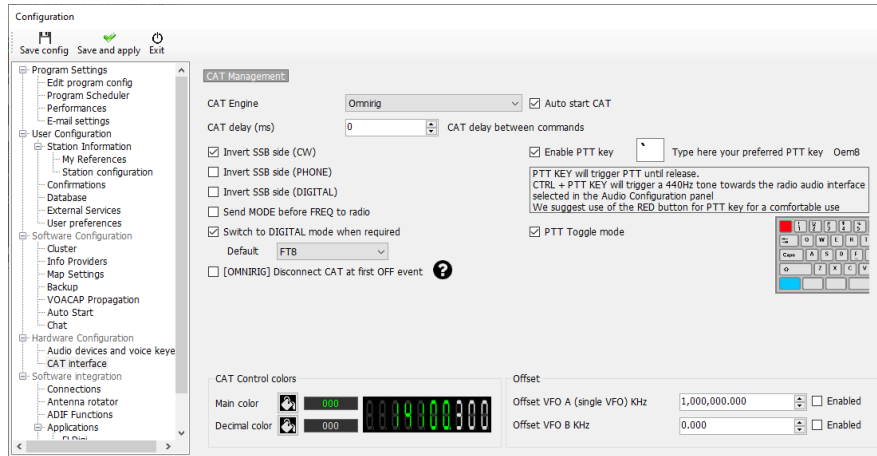 Configuration
Save config Save and apply Exit
Program Settings
Edit program config
Program Scheduler
Performances
E-mail settings
User Configuration
Station Information
My References
Station configuration
Confirmations
Database
External Services
User preferences
Software Configuration
Cluster
Info Providers
Map Settings
Backup
VOACAP Propagation
Auto Start
Chat
Hardware Configuration
Audio devices and voice keye
CAT interface
Software integration
Connections
Antenna rotator
ADIF Functions
Applications
CAT Management
CAT Engine Omnirig Auto start CAT
CAT delay (ms) 0 CAT delay between commands
Invert SSB side (CW)
Invert SSB side (PHONE)
Invert SSB side (DIGITAL)
Send MODE before FREQ to radio
Switch to DIGITAL mode when required
Default FT8
[OMNIRIG] Disconnect CAT at first OFF event ?
Enable PTT key ` Type here your preferred PTT key Oem8
PTT KEY will trigger PTT until release.
CTRL + PTT KEY will trigger a 440Hz tone towards the radio audio interface
selected in the Audio Configuration panel
We suggest use of the RED button for PTT key for a comfortable use
PTT Toggle mode
Q W E R T
Caps A S D F
Z X C V
CAT Control colors
Main color 000
Decimal color 000
14.100.300
Offset
Offset VFO A (single VFO) KHz 1,000,000.000 Enabled
Offset VFO B KHz 0.000 Enabled